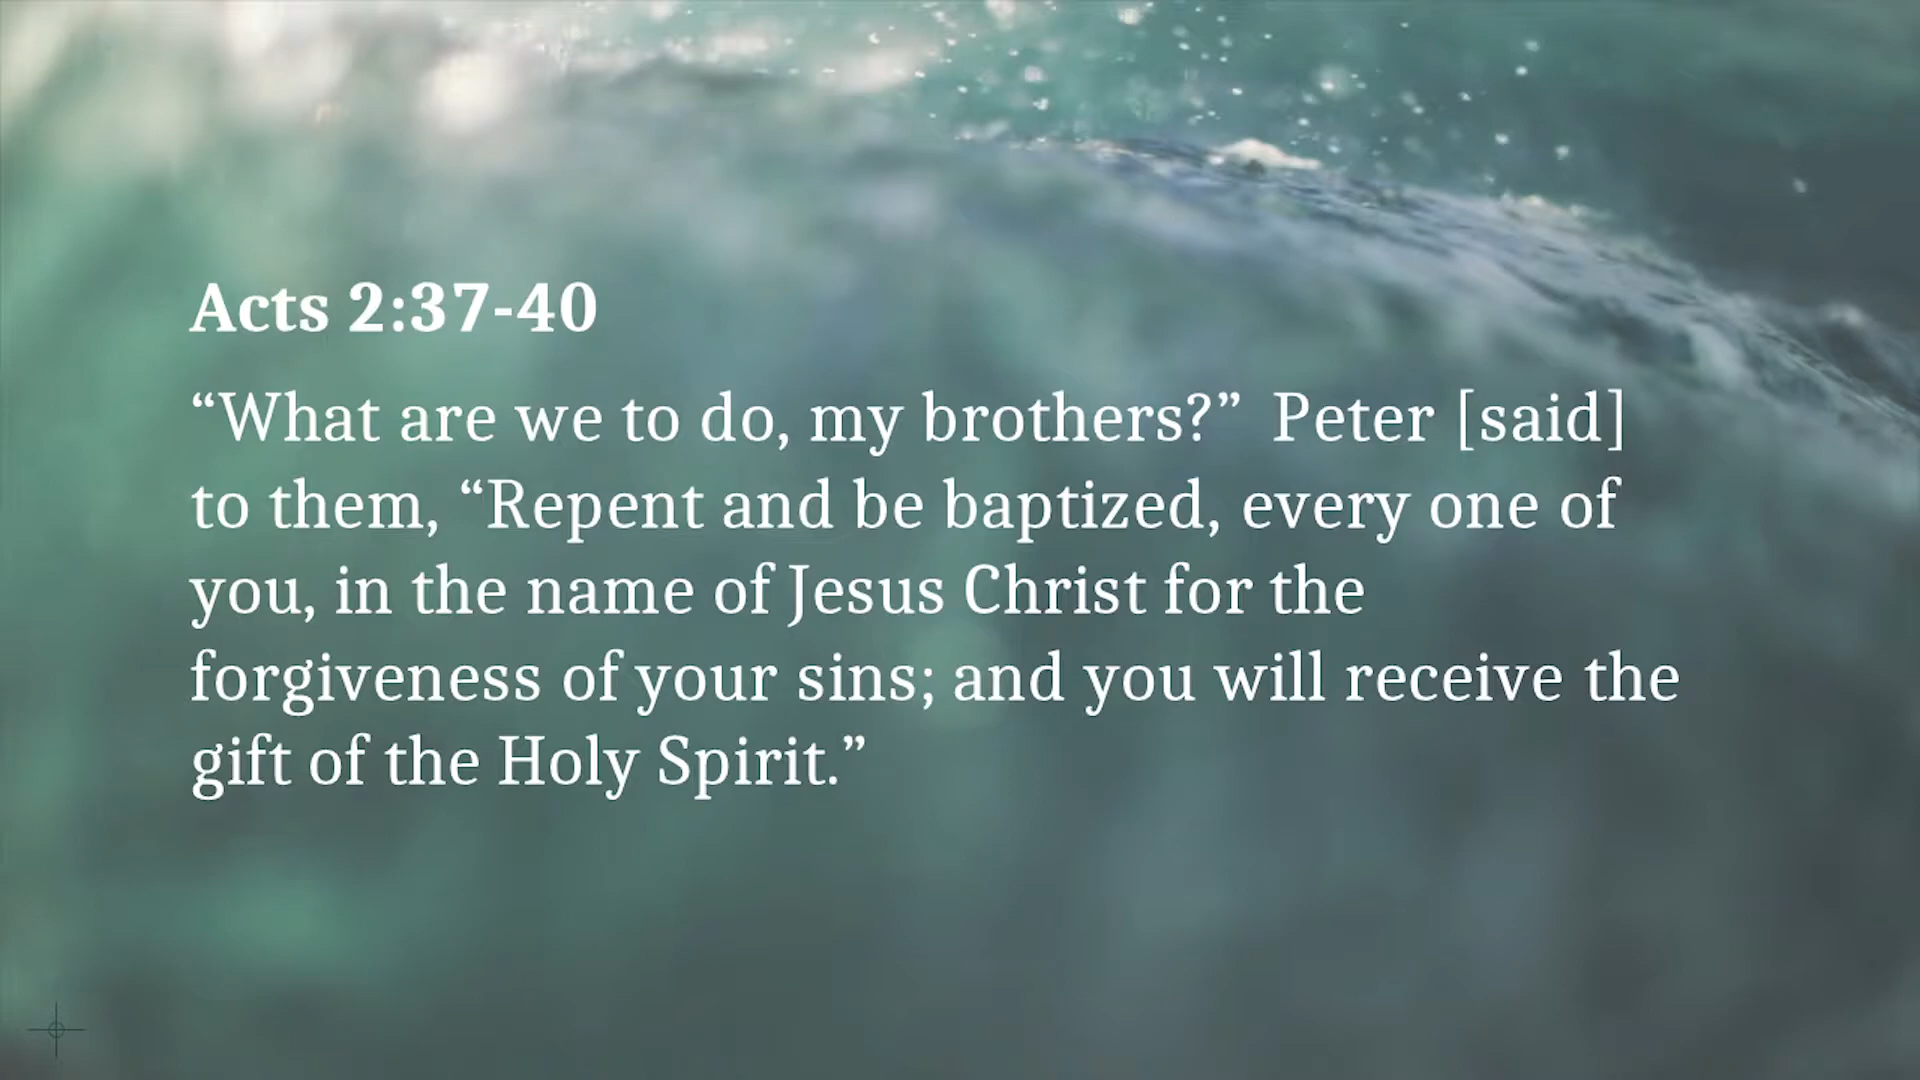 Acts 2:37-40
“What are we to do, my brothers?”  Peter [said]
to them, “Repent and be baptized, every one of
you, in the name of Jesus Christ for the
forgiveness of your sins; and you will receive the
gift of the Holy Spirit.”